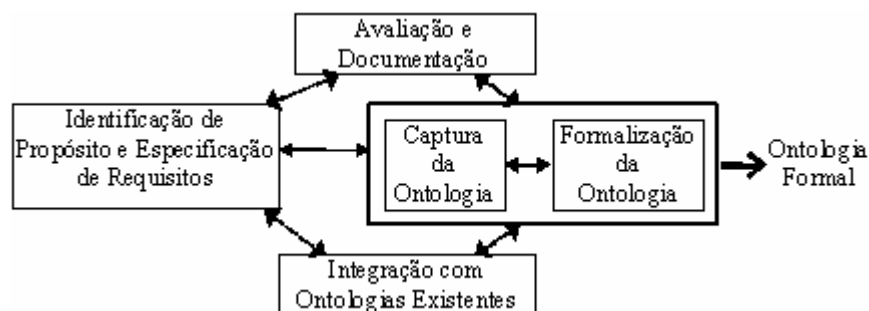 Avaliação e
Documentação
Identificação de
Propósito e Especificação
de Requisitos
Captura
da
Ontologia
Formalização
da
Ontologia
Ontologia
Formal
Integração com
Ontologias Existentes